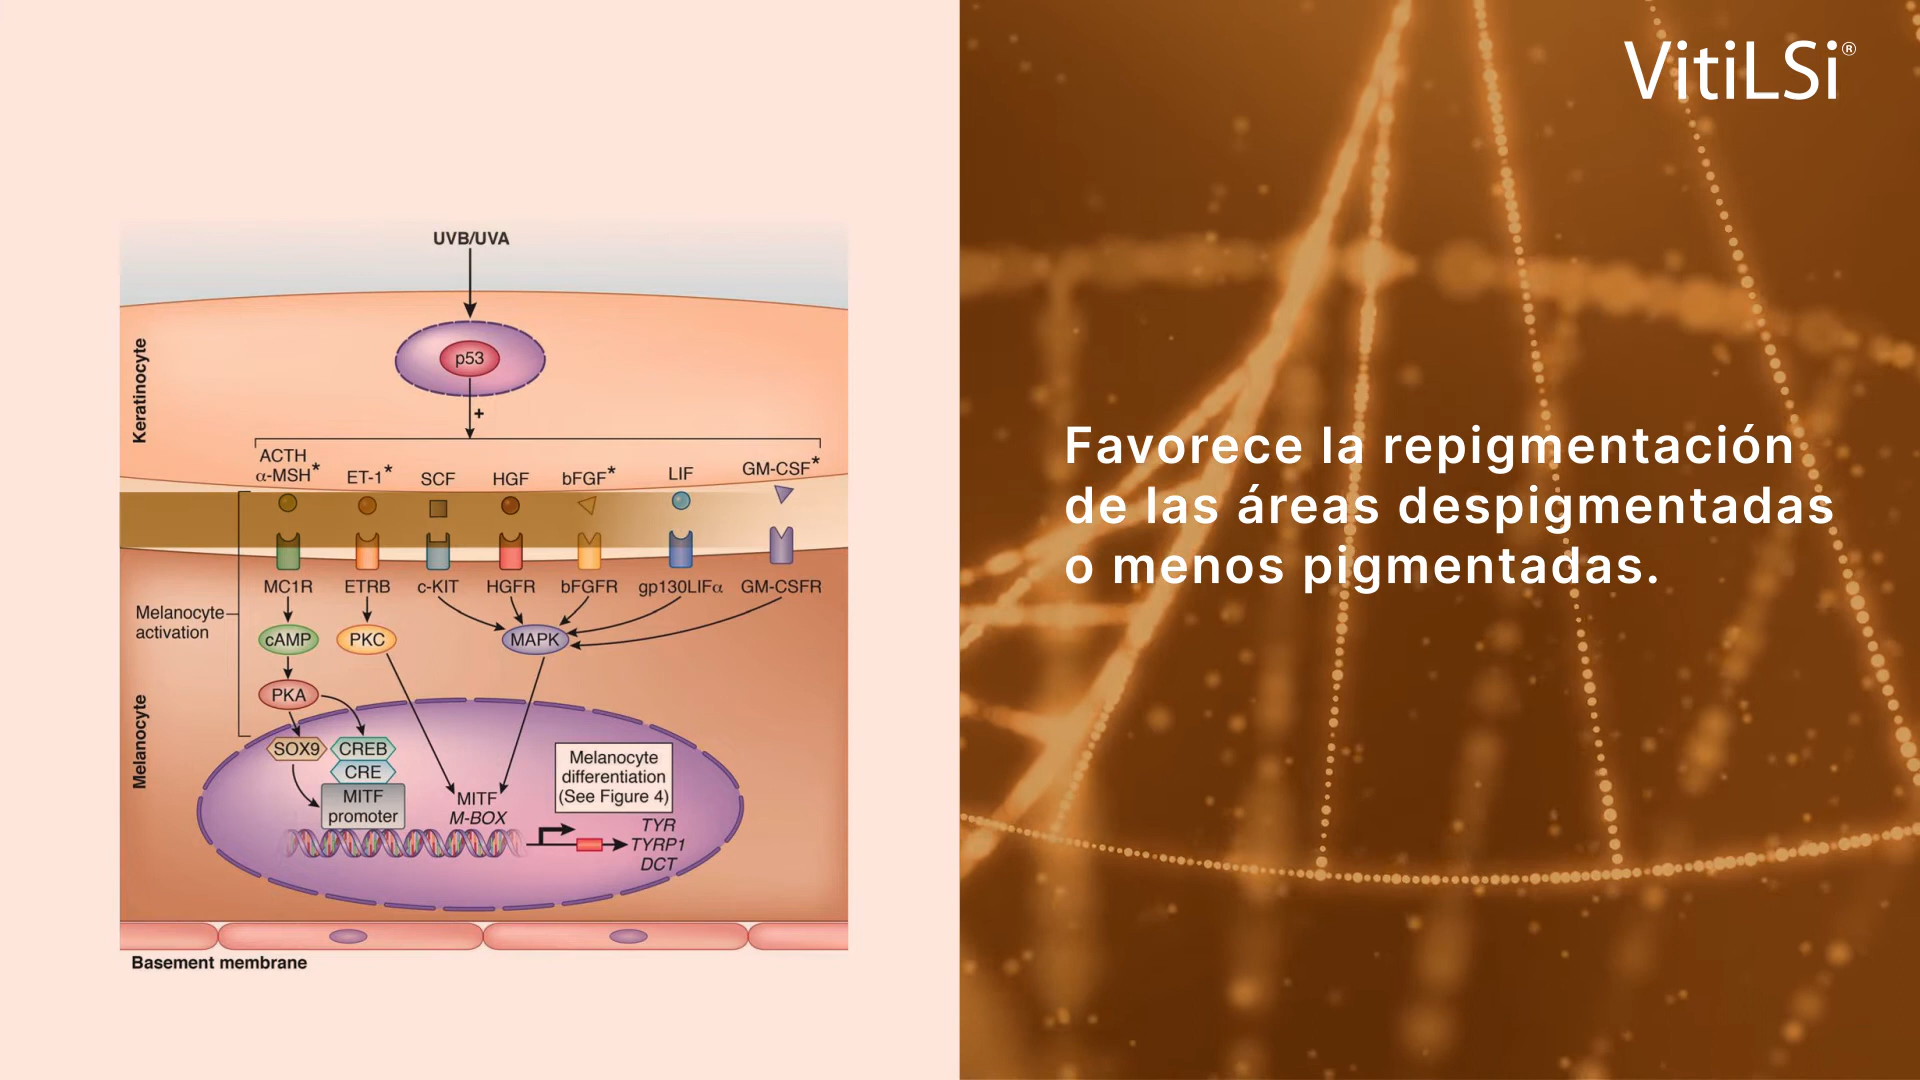 UVB/UVA
Keratinocyte
p53
+
ACTH
α-MSH*
ET-1*
SCF
HGF
bFGF*
LIF
GM-CSF*
MC1R
ETRB
c-KIT
HGFR
bFGFR
gp130LIFα
GM-CSFR
Melanocyte
activation
cAMP
PKC
MAPK
PKA
Melanocyte
SOX9
CREB
CRE
MITF
promoter
MITF
M-BOX
Melanocyte
differentiation
(See Figure 4)
TYR
TYRP1
DCT
Basement membrane
VitiLSi®
Favorece la repigmentación
de las áreas despigmentadas
o menos pigmentadas.